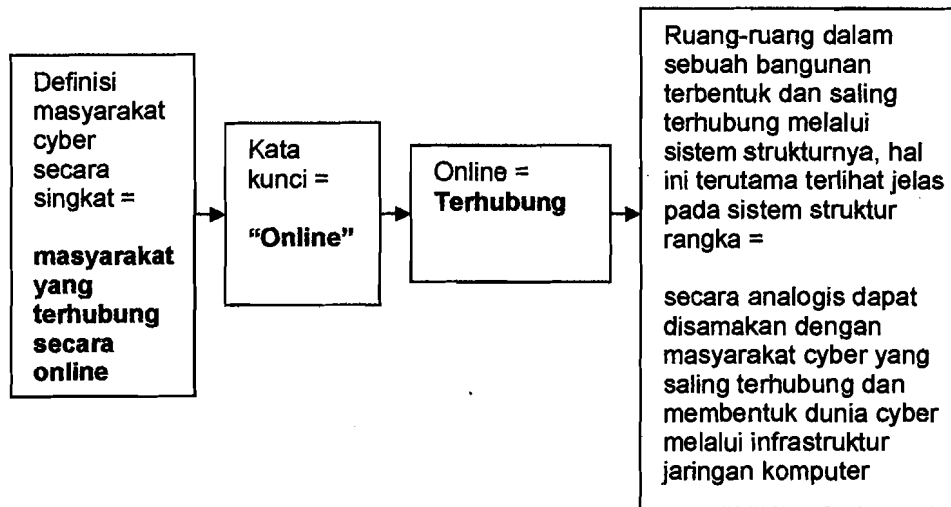 Definisi
masyarakat
cyber
secara
singkat =
masyarakat
yang
terhubung
secara
online
Kata
kunci =
“Online”
Online =
Terhubung
Ruang-ruang dalam
sebuah bangunan
terbentuk dan saling
terhubung melalui
sistem strukturnya, hal
ini terutama terlihat jelas
pada sistem struktur
rangka =
secara analogis dapat
disamakan dengan
masyarakat cyber yang
saling terhubung dan
membentuk dunia cyber
melalui infrastruktur
jaringan komputer